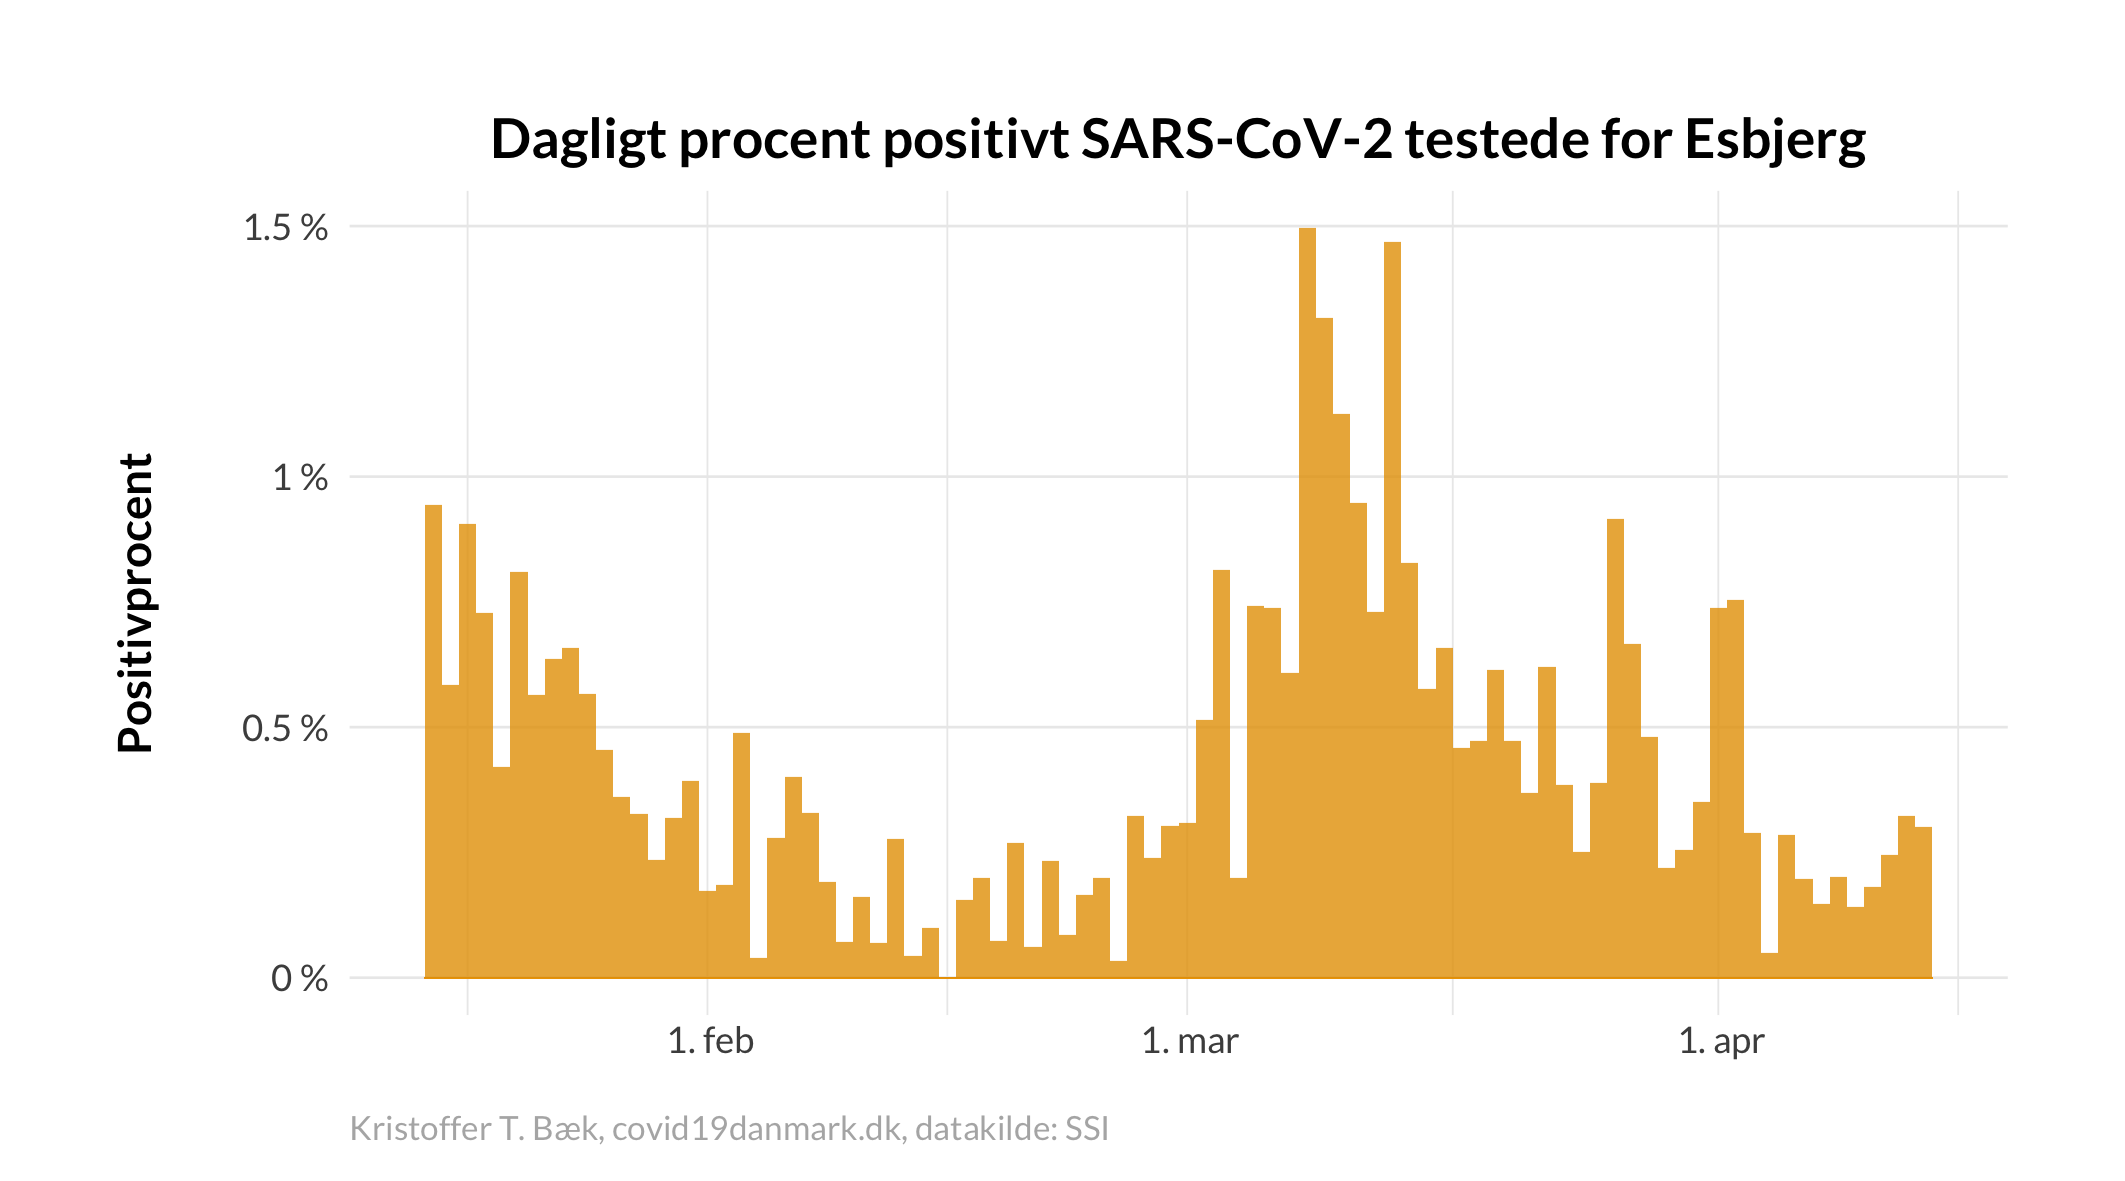 Dagligt procent positivt SARS-CoV-2 testede for Esbjerg
Positivprocent
1.5 %
1 %
0.5 %
0 %
1. feb
1. mar
1. apr
Kristoffer T. Bæk, covid19danmark.dk, datakilde: SSI